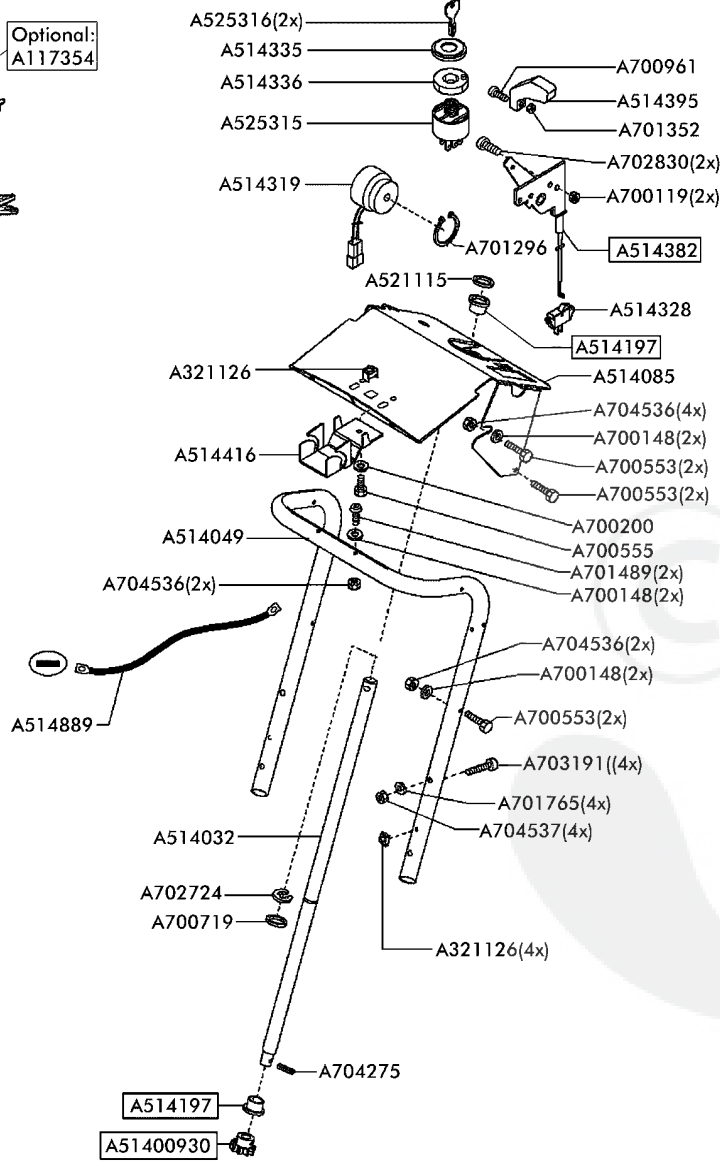 Optional:
A117354
A525316(2x)
A514335
A514336
A525315
A700961
A514395
A701352
A702830(2x)
A700119(2x)
A514319
A701296
A514382
A521115
A514328
A514197
A321126
A514085
A704536(4x)
A700148(2x)
A514416
A700553(2x)
A700553(2x)
A700200
A514049
A700555
A701489(2x)
A704536(2x)
A700148(2x)
A704536(2x)
A700148(2x)
A514889
A700553(2x)
A703191((4x)
A701765(4x)
A514032
A704537(4x)
A702724
A700719
A321126(4x)
A704275
A514197
A51400930
©